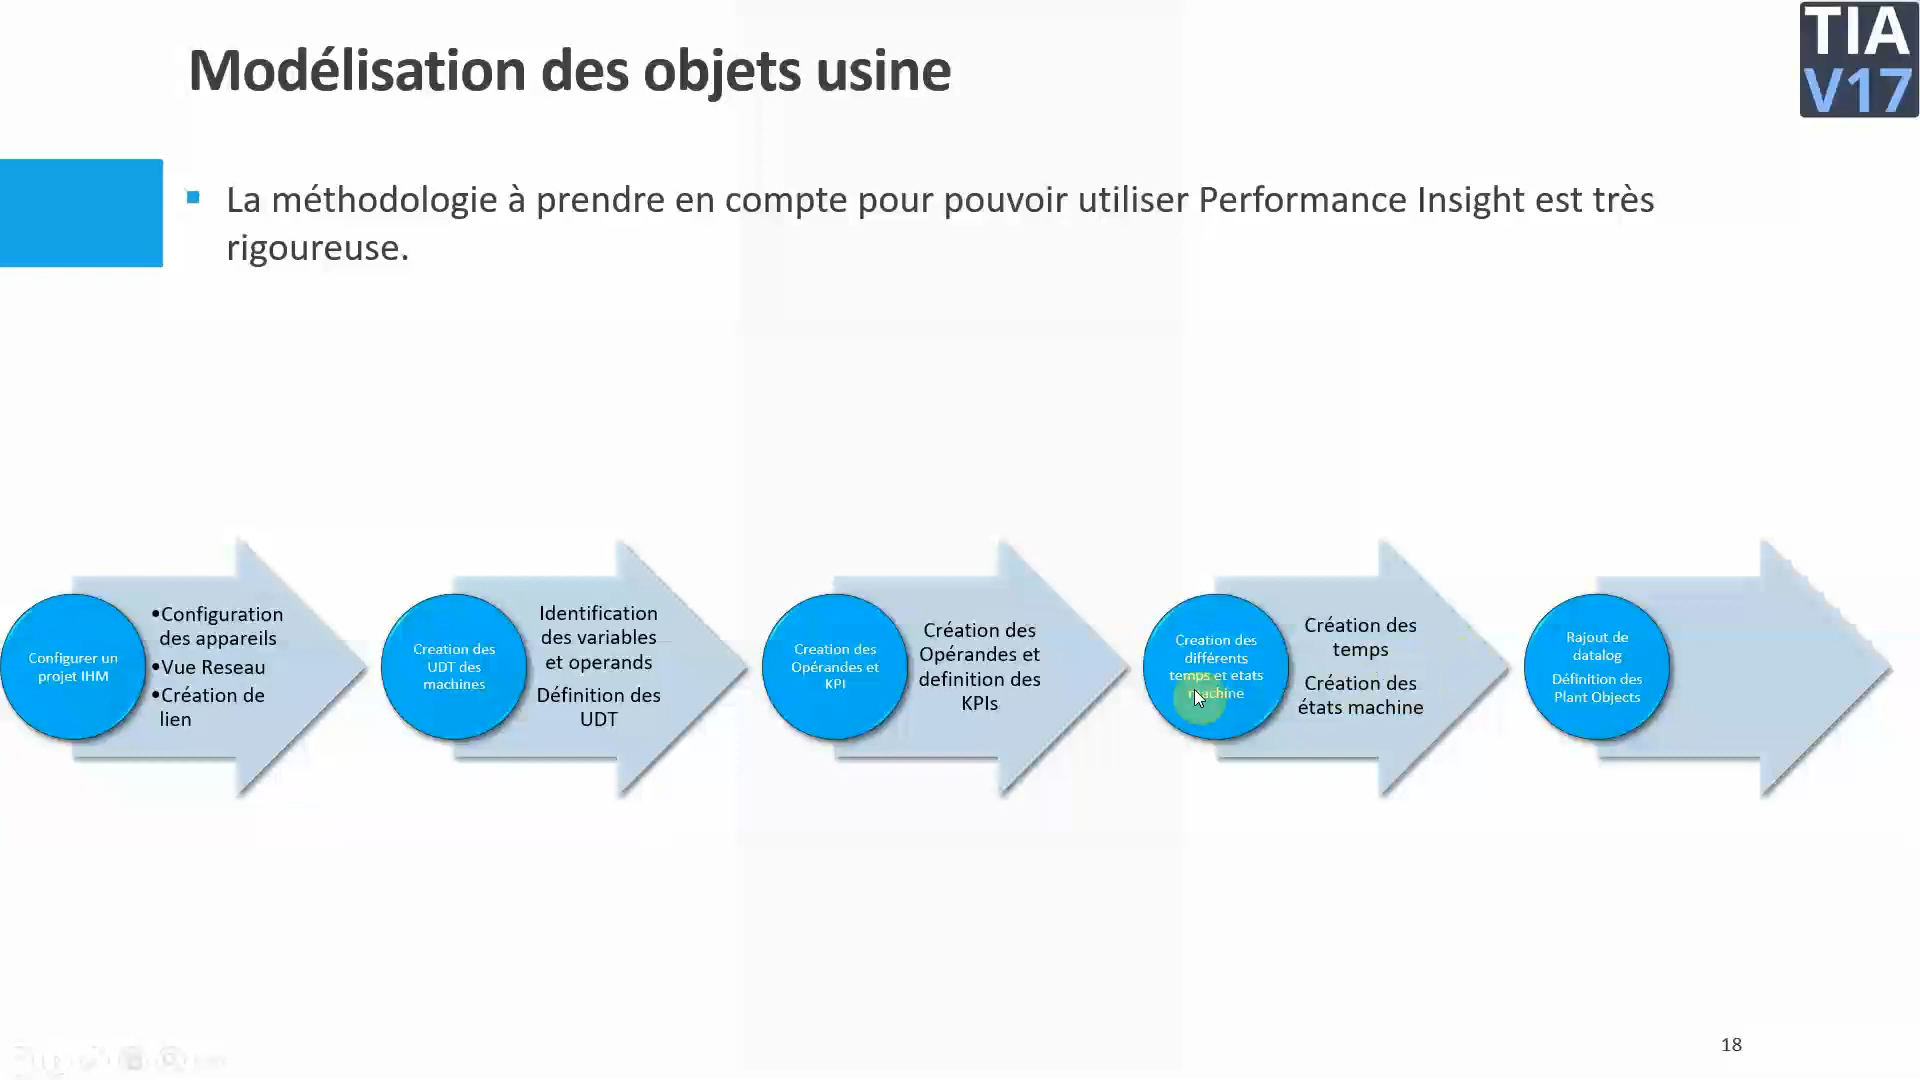 Modélisation des objets usine
TIA
V17
La méthodologie à prendre en compte pour pouvoir utiliser Performance Insight est très
rigoureuse.
Configurer un
projet IHM
•Configuration
des appareils
•Vue Reseau
•Création de
lien
Creation des
UDT des
machines
Identification
des variables
et operands
Définition des
UDT
Creation des
Opérandes et
KPI
Création des
Opérandes et
definition des
KPIs
Creation des
différents
temps et etats
machine
Création des
temps
Création des
états machine
Rajout de
datalog
Définition des
Plant Objects
18